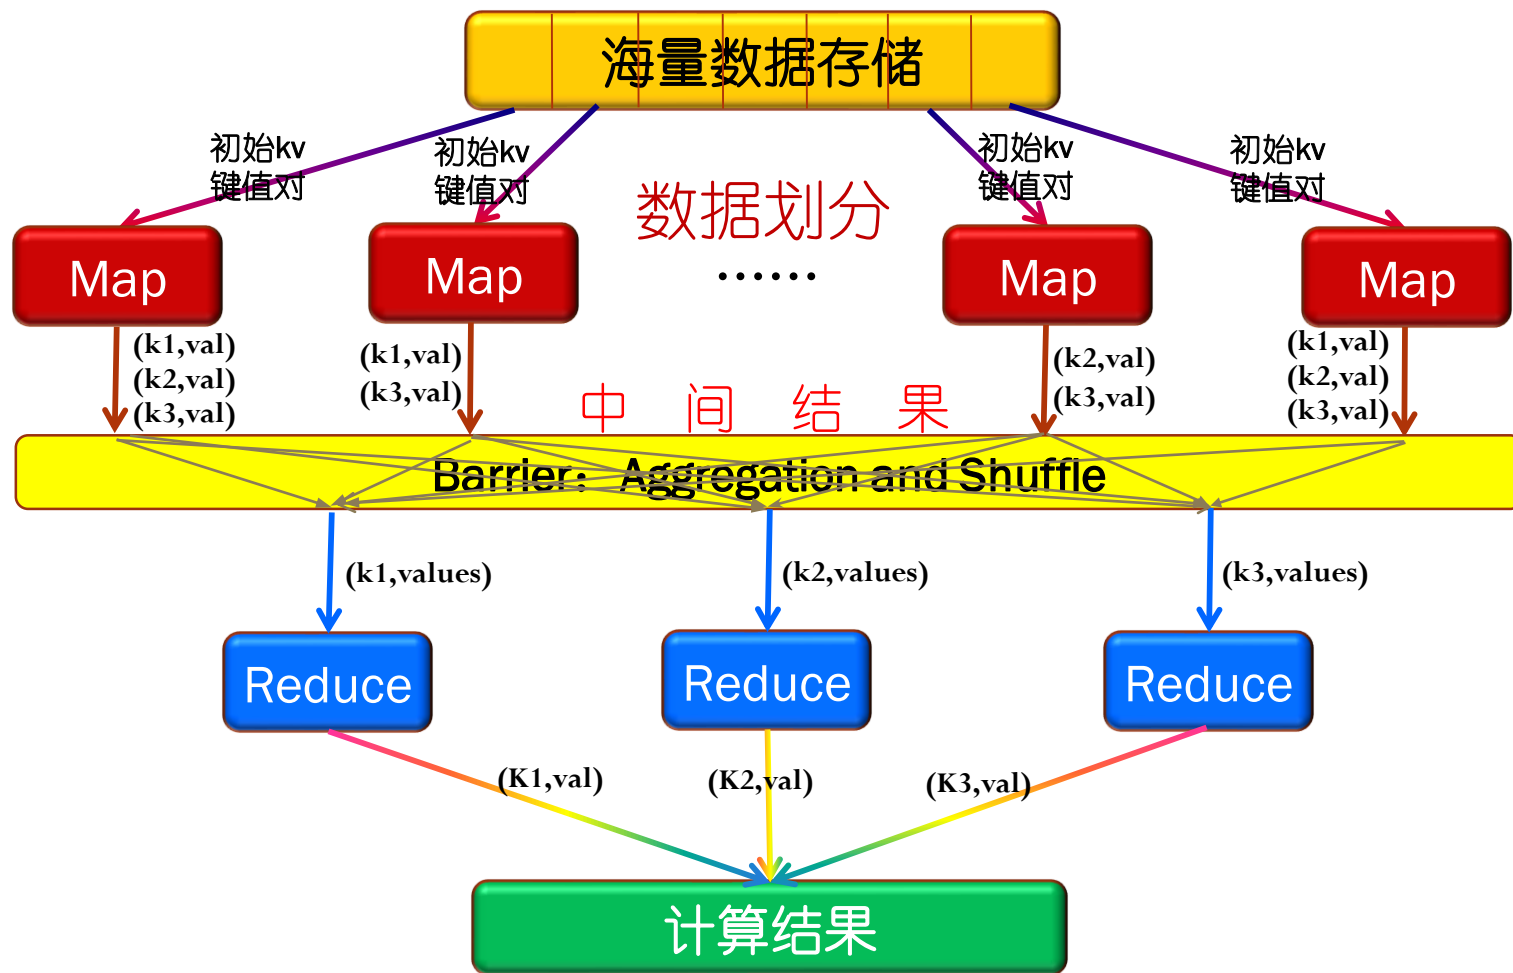 海量数据存储
初始kv
键值对
初始kv
键值对
初始kv
键值对
初始kv
键值对
数据划分
......
Map
Map
Map
Map
(k1,val)
(k2,val)
(k3,val)
(k1,val)
(k3,val)
(k2,val)
(k3,val)
(k1,val)
(k2,val)
(k3,val)
中 间 结 果
Barrier：Aggregation and Shuffle
(k1,values)
(k2,values)
(k3,values)
Reduce
Reduce
Reduce
(K1,val)
(K2,val)
(K3,val)
计算结果